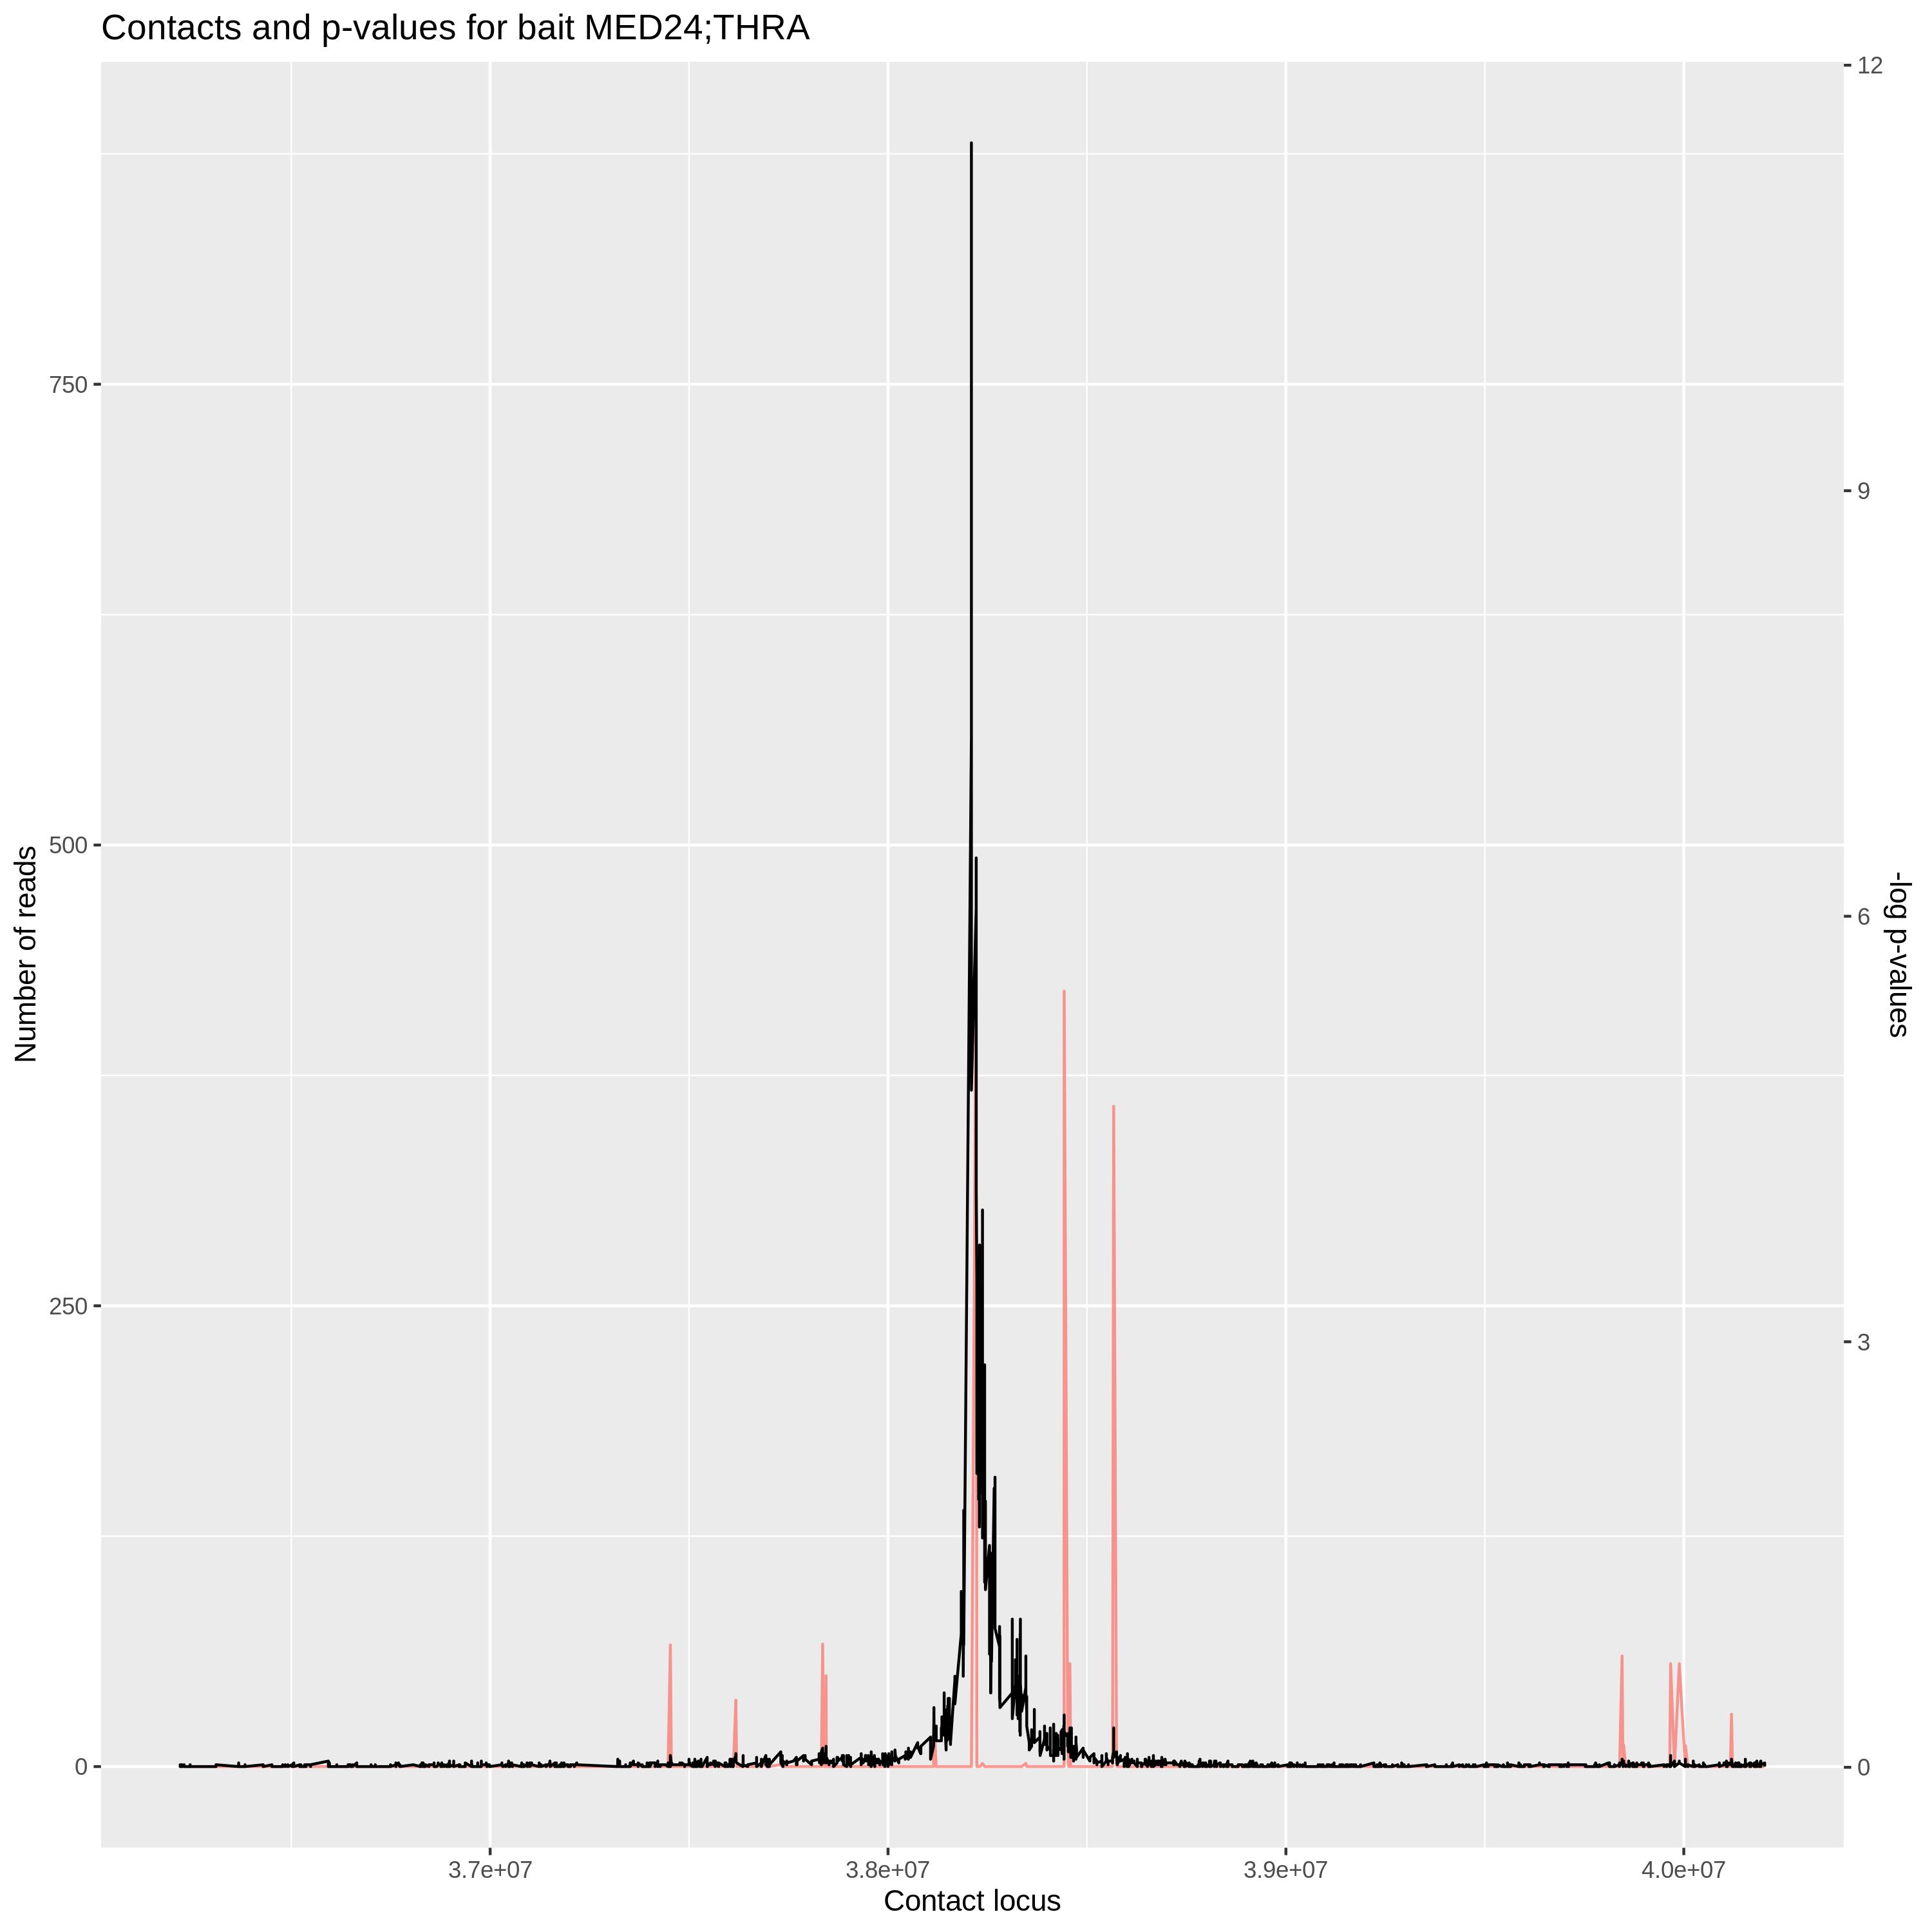 Contacts and p-values for bait MED24;THRA
12
750
9
500
6
Number of reads
-log p-values
250
3
0
0
3.7e+07 3.8e+07 3.9e+07 4.0e+07
Contact locus